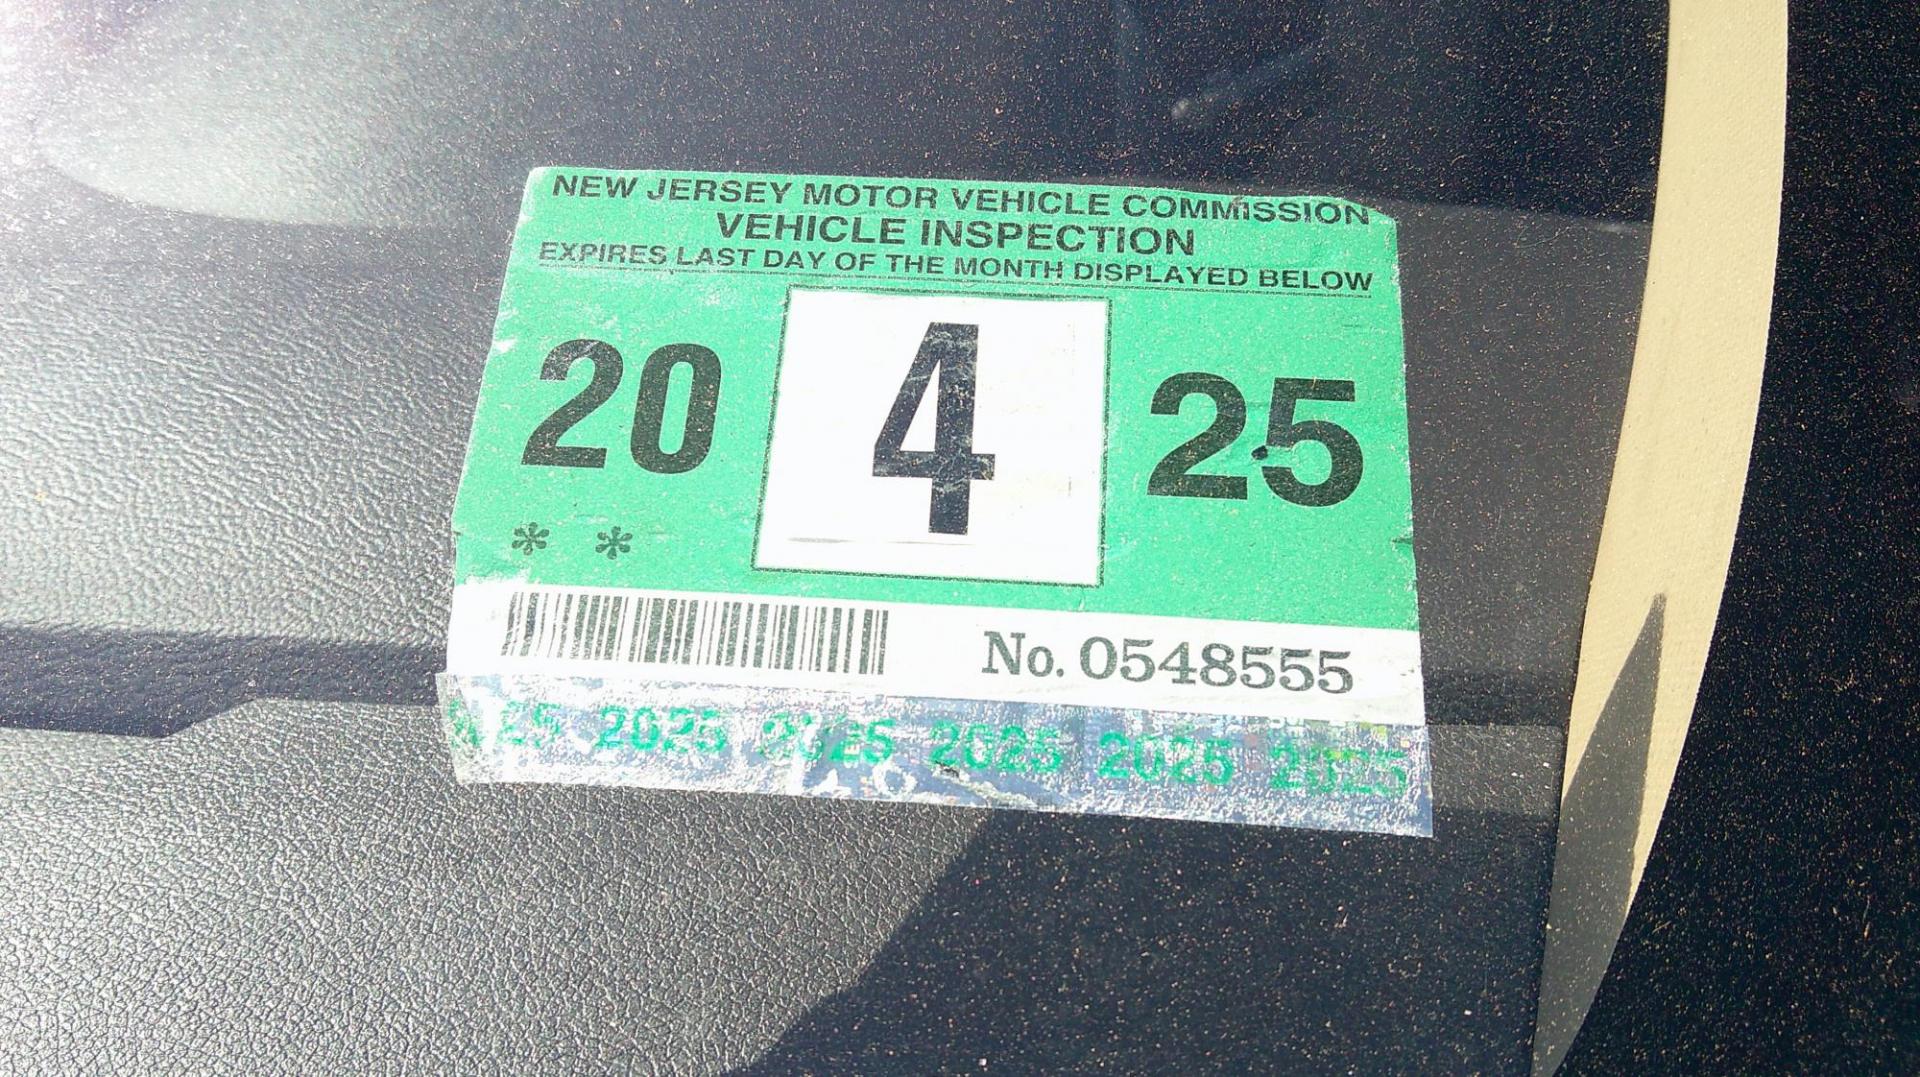 NEW JERSEY MOTOR VEHICLE COMMISSION
VEHICLE INSPECTION
EXPIRES LAST DAY OF THE MONTH DISPLAYED BELOW
20 4 25
* *
No. 0548555
2025 2025 2025 2025 2025